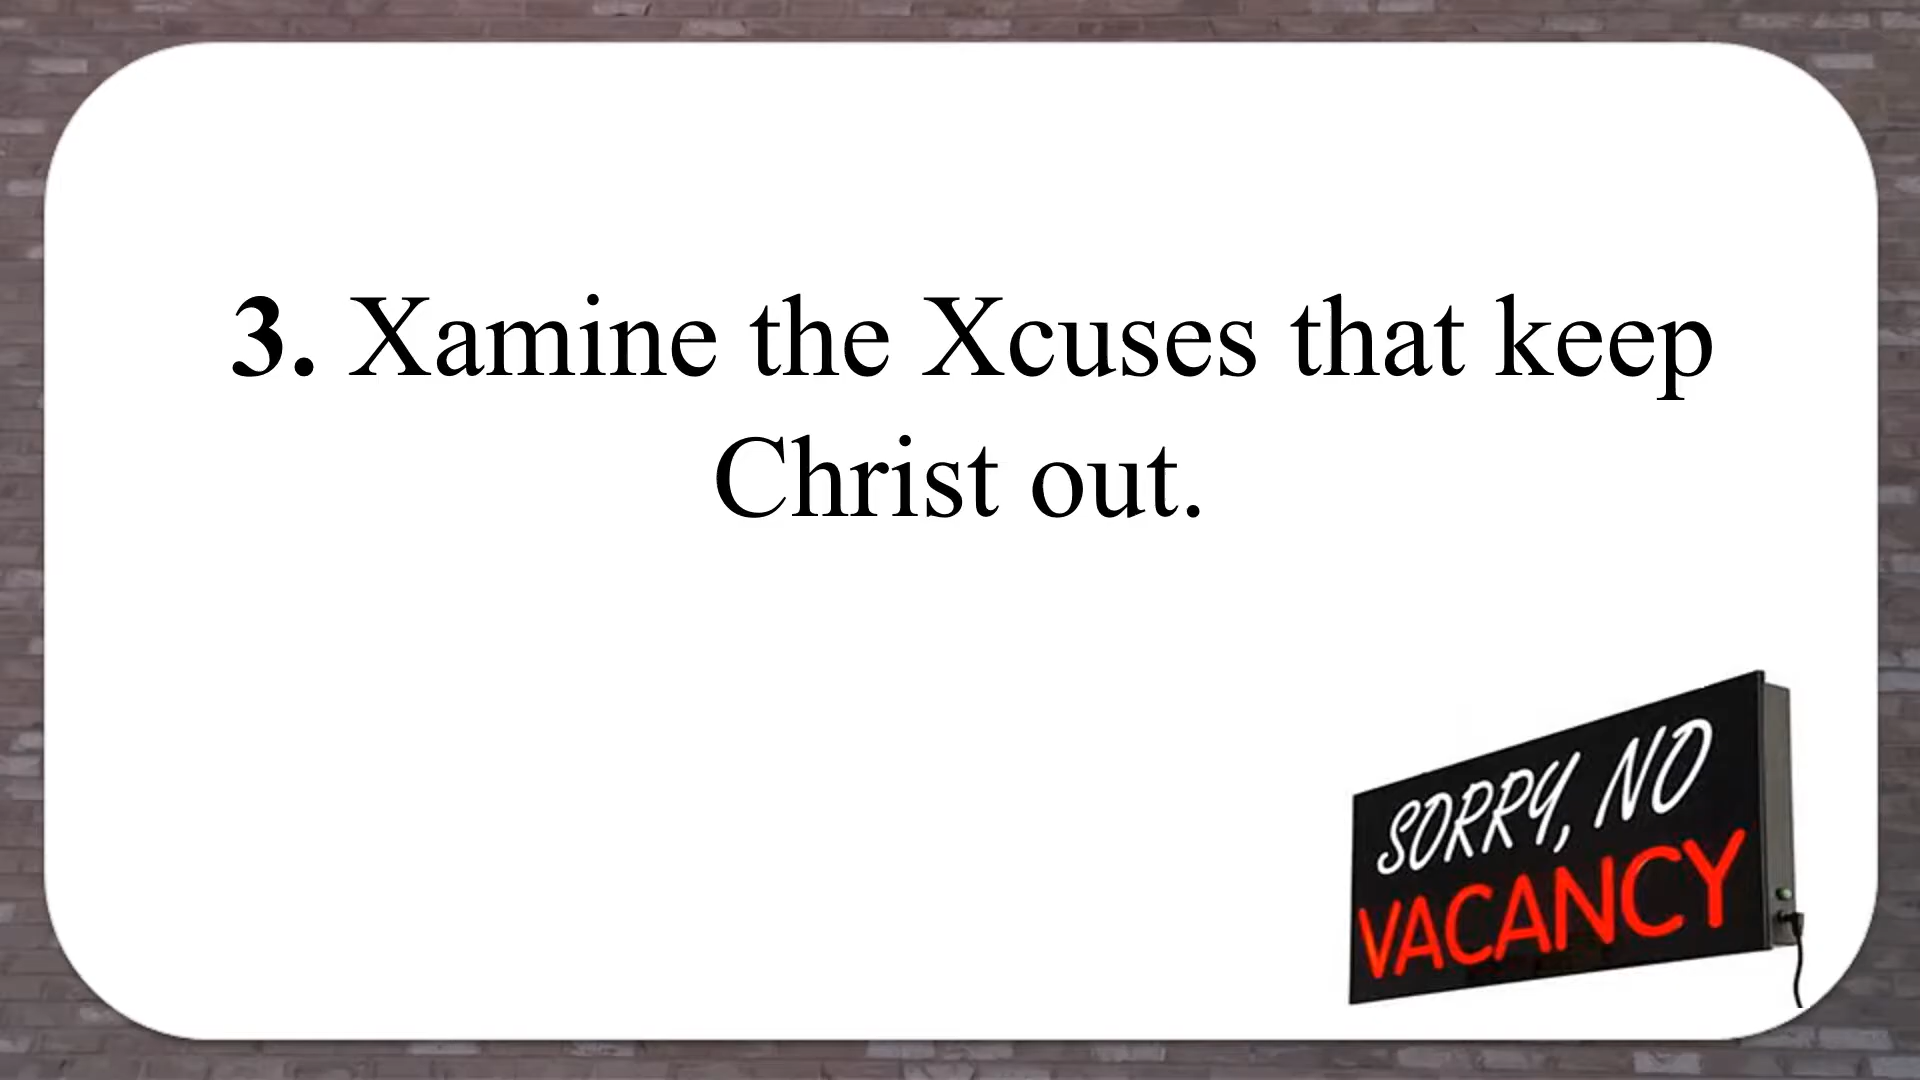 3. Xamine the Xcuses that keep
Christ out.
SORRY, NO
VACANCY